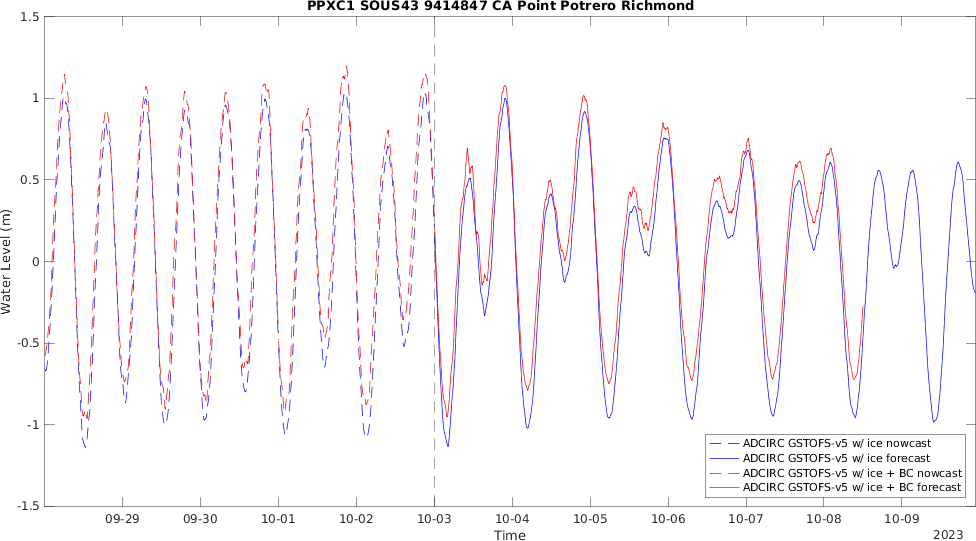 PPXC1 SOUS43 9414847 CA Point Potrero Richmond
1.5
1
0.5
0
-0.5
-1
-1.5
Water Level (m)
09-29 09-30 10-01 10-02 10-03 10-04 10-05 10-06 10-07 10-08 10-09
Time
2023
ADCIRC GSTOFS-v5 w/ ice nowcast
ADCIRC GSTOFS-v5 w/ ice forecast
ADCIRC GSTOFS-v5 w/ ice + BC nowcast
ADCIRC GSTOFS-v5 w/ ice + BC forecast